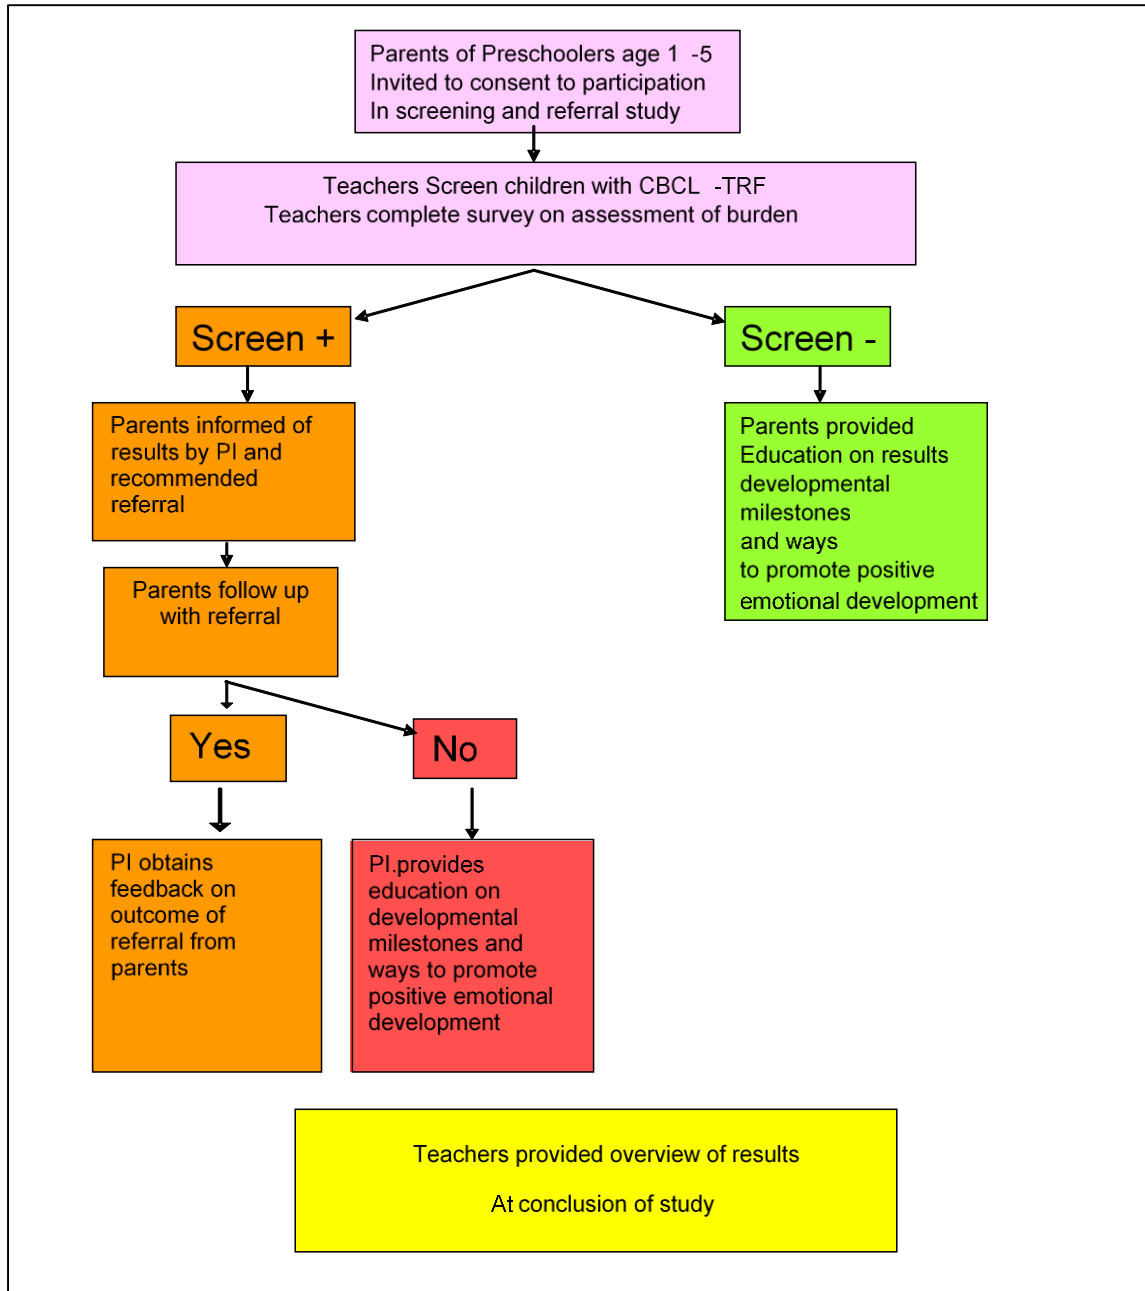 Parents of Preschoolers age 1 -5
Invited to consent to participation
In screening and referral study
Teachers Screen children with CBCL -TRF
Teachers complete survey on assessment of burden
Screen +
Screen -
Parents informed of
results by PI and
recommended
referral
Parents provided
Education on results
developmental
milestones
and ways
to promote positive
emotional development
Parents follow up
with referral
Yes
No
PI obtains
feedback on
outcome of
referral from
parents
PI.provides
education on
developmental
milestones and
ways to promote
positive emotional
development
Teachers provided overview of results
At conclusion of study